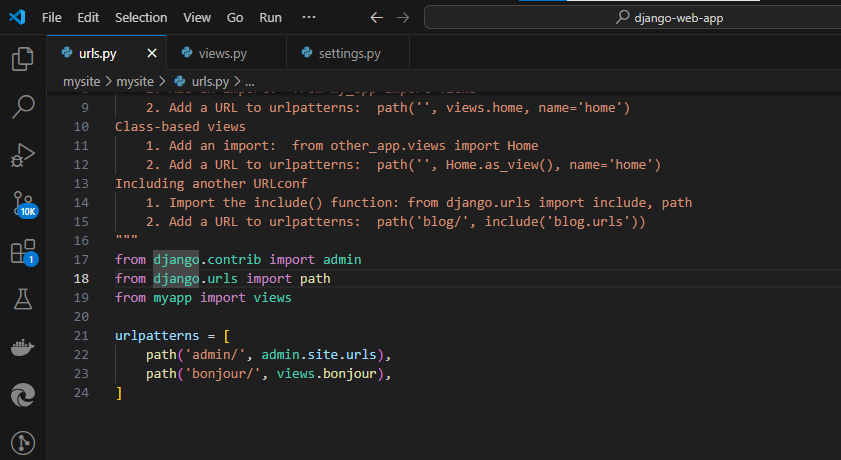 File Edit Selection View Go Run ··· django-web-app
urls.py views.py settings.py
mysite > mysite > urls.py > ...
9 2. Add a URL to urlpatterns:  path('', views.home, name='home')
10 Class-based views
11 1. Add an import:  from other_app.views import Home
12 2. Add a URL to urlpatterns:  path('', Home.as_view(), name='home')
13 Including another URLconf
14 1. Import the include() function: from django.urls import include, path
15 2. Add a URL to urlpatterns:  path('blog/', include('blog.urls'))
16 """
17 from django.contrib import admin
18 from django.urls import path
19 from myapp import views
20
21 urlpatterns = [
22 path('admin/', admin.site.urls),
23 path('bonjour/', views.bonjour),
24 ]
10K
1